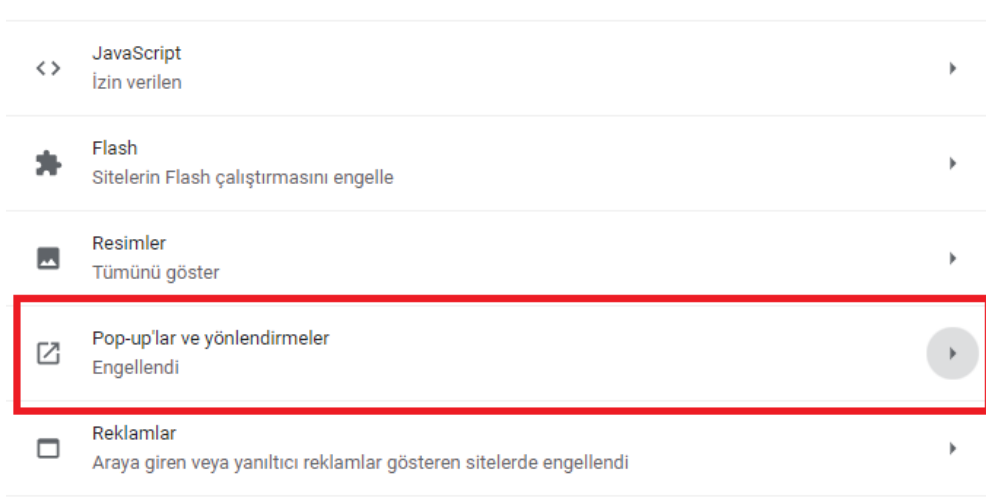 JavaScript
İzin verilen
Flash
Sitelerin Flash çalıştırmasını engelle
Resimler
Tümünü göster
Pop-up'lar ve yönlendirmeler
Engellendi
Reklamlar
Araya giren veya yanıltıcı reklamlar gösteren sitelerde engellendi